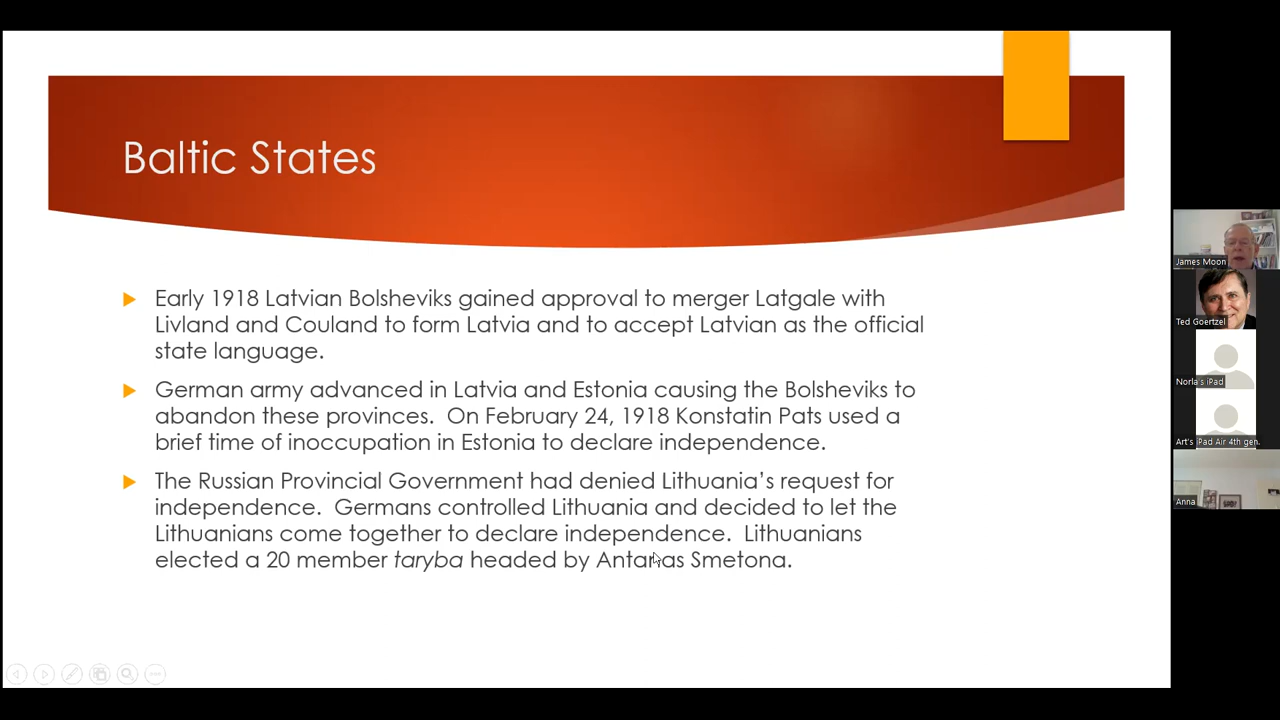 Baltic States
Early 1918 Latvian Bolsheviks gained approval to merger Latgale with
Livland and Couland to form Latvia and to accept Latvian as the official
state language.
German army advanced in Latvia and Estonia causing the Bolsheviks to
abandon these provinces. On February 24, 1918 Konstatin Pats used a
brief time of inoccupation in Estonia to declare independence.
The Russian Provincial Government had denied Lithuania's request for
independence. Germans controlled Lithuania and decided to let the
Lithuanians come together to declare independence. Lithuanians
elected a 20 member taryba headed by Antanas Smetona.
James Moon
Ted Goertzel
Norla's iPad
Art's iPad Air 4th gen.
Anna